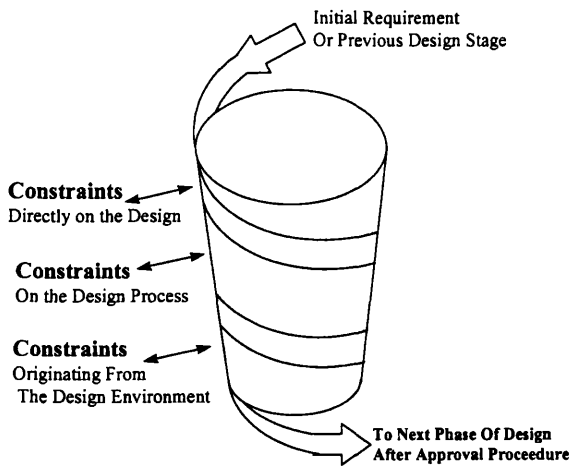 Initial Requirement
Or Previous Design Stage
Constraints
Directly on the Design
Constraints
On the Design Process
Constraints
Originating From
The Design Environment
To Next Phase Of Design
After Approval Proceedure